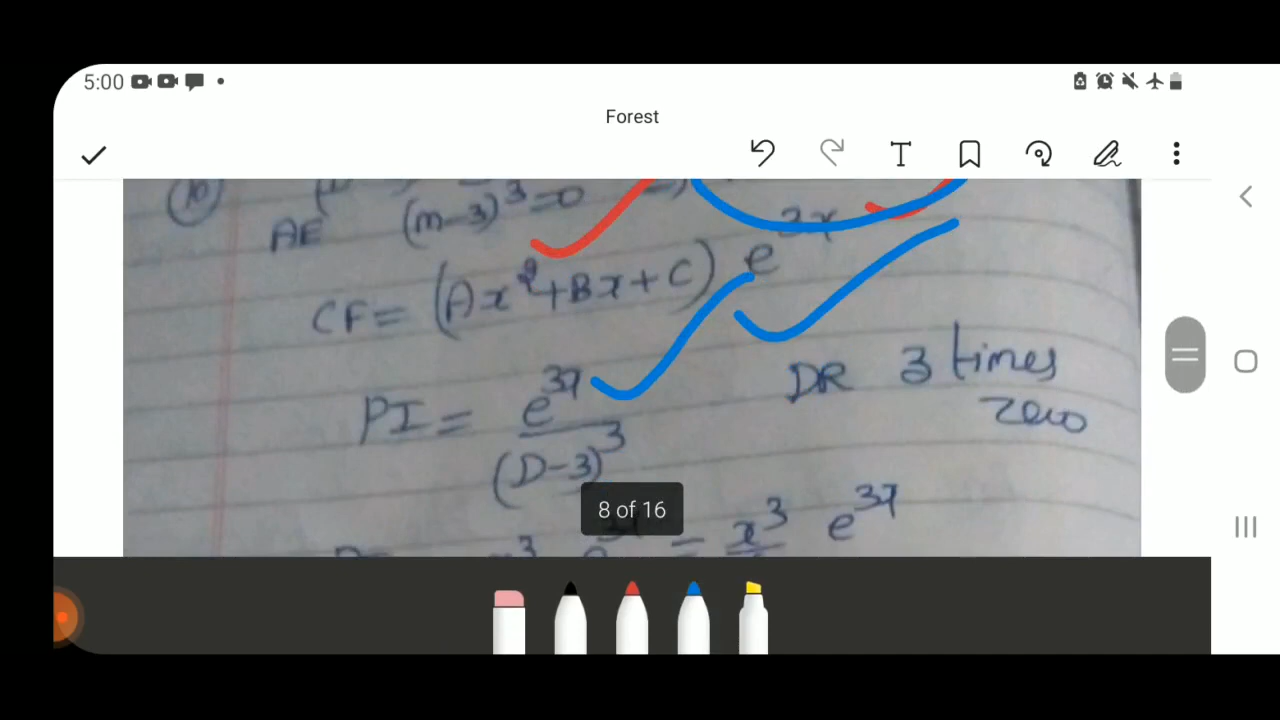 5:00
Forest
T
(10)
AE (m-3)³=0
CF= (Ax²+Bx+C) e³ˣ
PI= e³ˣ DR 3 times
(D-3)³ zero
8 of 16
= x³ e³ˣ